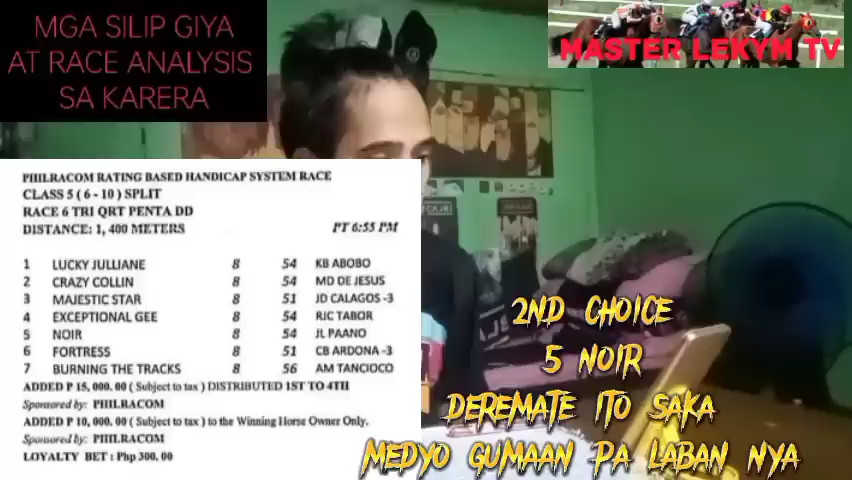 MGA SILIP GIYA
AT RACE ANALYSIS
SA KARERA
MASTER LEKYM TV
PHILRACOM RATING BASED HANDICAP SYSTEM RACE
CLASS 5 ( 6 - 10 ) SPLIT
RACE 6 TRI QRT PENTA DD
DISTANCE: 1, 400 METERS PT 6:55 PM
1 LUCKY JULLIANE 8 54 KB ABOBO
2 CRAZY COLLIN 8 54 MD DE JESUS
3 MAJESTIC STAR 8 51 JD CALAGOS -3
4 EXCEPTIONAL GEE 8 54 RJC TABOR
5 NOIR 8 54 JL PAANO
6 FORTRESS 8 51 CB ARDONA -3
7 BURNING THE TRACKS 8 56 AM TANCIOCO
ADDED P 15, 000. 00 ( Subject to tax ) DISTRIBUTED 1ST TO 4TH
Sponsored by: PHILRACOM
ADDED P 10, 000. 00 ( Subject to tax ) to the Winning Horse Owner Only.
Sponsored by: PHILRACOM
LOYALTY BET : Php 300. 00
2ND CHOICE
5 NOIR
DEREMATE ITO SAKA
MEDYO GUMAAN PA LABAN NYA